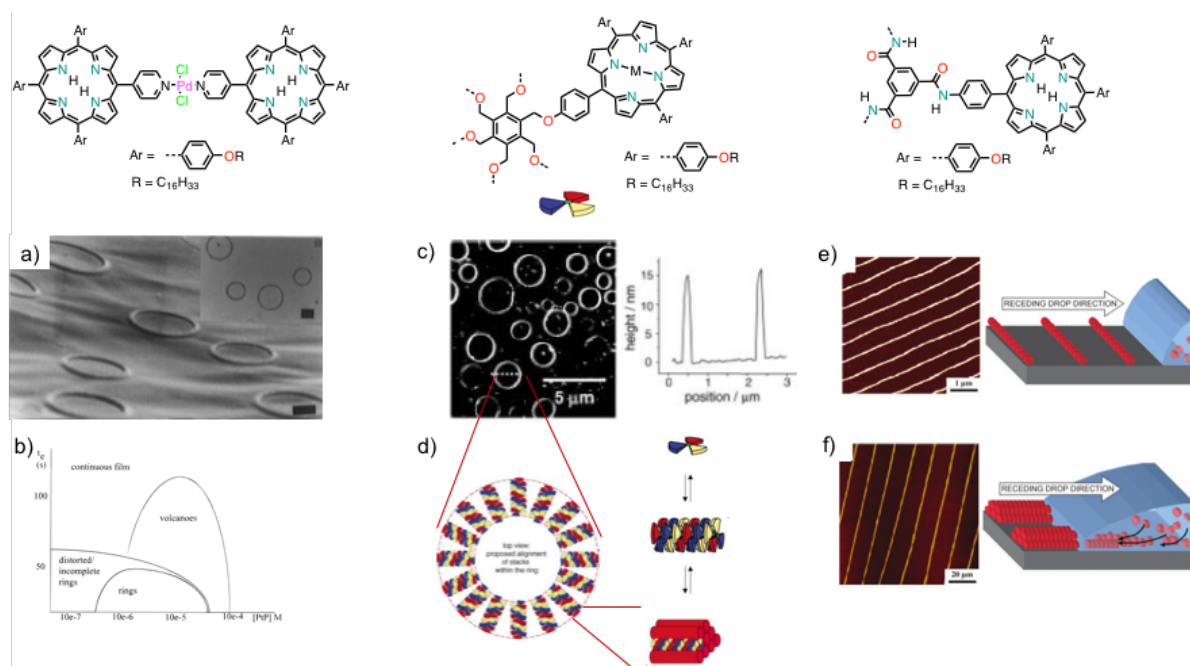 Ar
Ar
Ar
Ar
Ar
Ar
N
H
N
N
H
N
N
Cl
Pd
Cl
N
N
H
N
N
H
N
Ar =
OR
R = C16H33
Ar
Ar
Ar
N
N
M
N
N
O
O
O
O
O
O
Ar =
OR
R = C16H33
Ar
Ar
Ar
N
N
H
H
N
N
N-H
O
O
N
H
H-N
O
Ar =
OR
R = C16H33
a)
b)
te
(s)
continuous film
100
volcanoes
distorted/
incomplete
rings
50
rings
10e-7
10e-6
10e-5
10e-4
[PtP] M
c)
5 μm
height / nm
15
10
5
0
0
1
2
3
position / μm
d)
top view:
proposed alignment
of stacks
within the ring
e)
1 μm
RECEDING DROP DIRECTION
f)
20 μm
RECEDING DROP DIRECTION